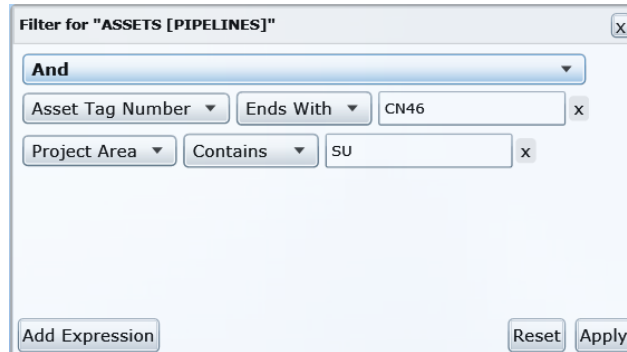 Filter for "ASSETS [PIPELINES]" x
And
Asset Tag Number Ends With CN46 x
Project Area Contains SU x
Add Expression Reset Apply